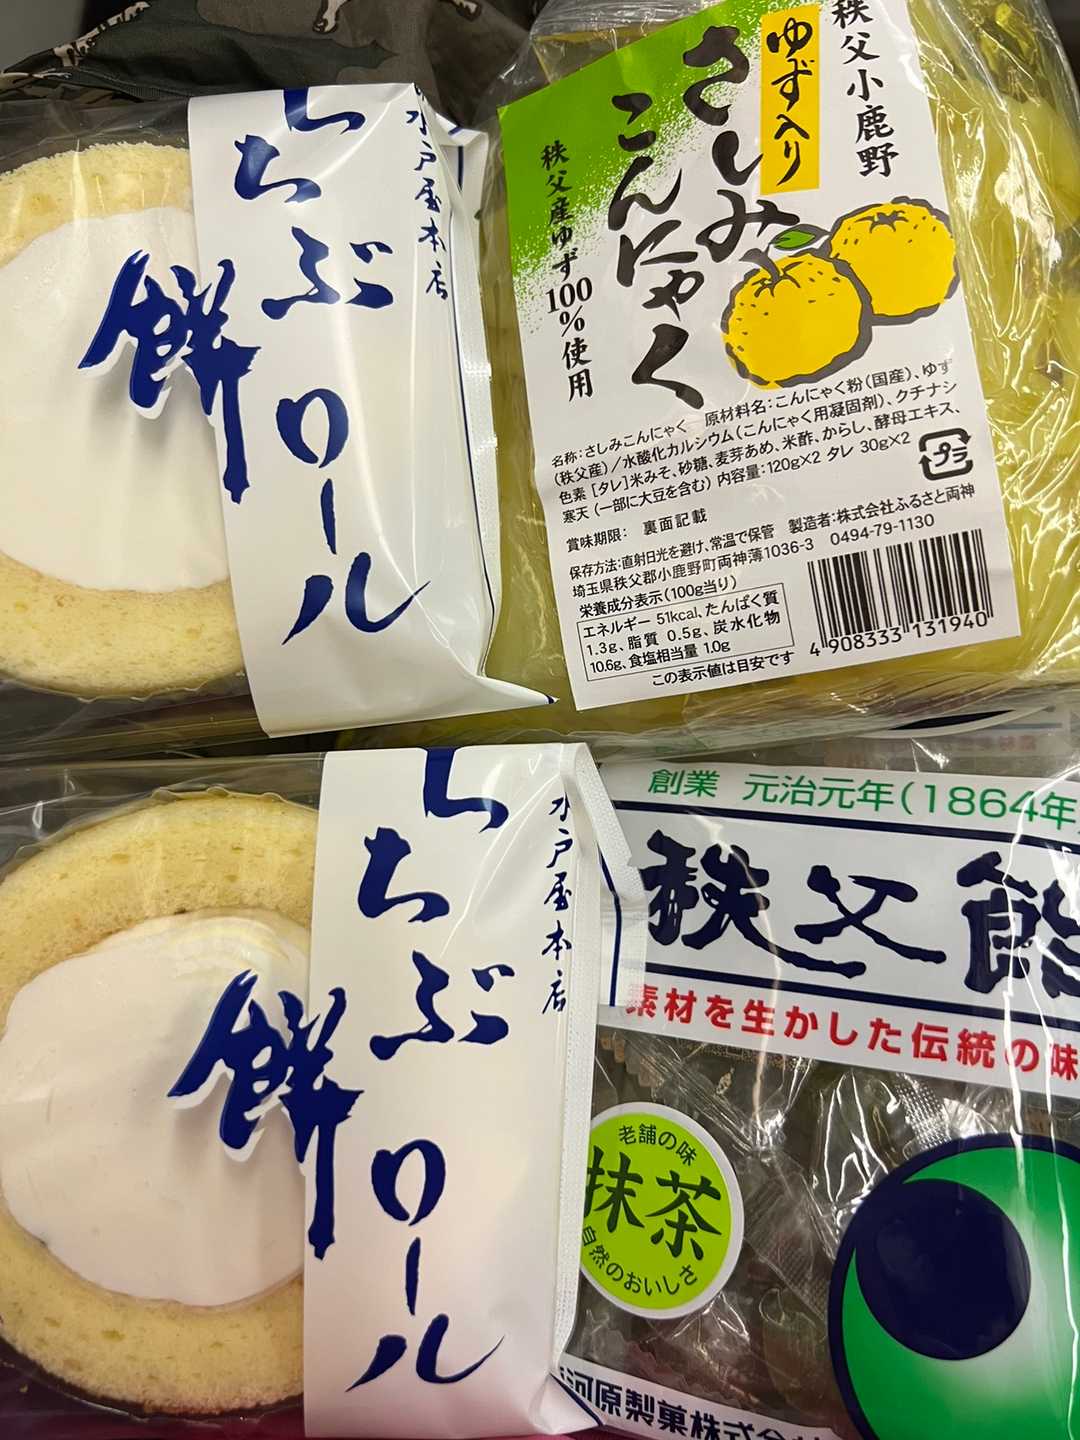 水戸屋本店
ちちぶロール
餅
秩父小鹿野
ゆず入り
さしみ
こんにゃく
秩父産ゆず100%使用
名称:さしみこんにゃく 原材料名:こんにゃく粉(国産)、ゆず
(秩父産)/水酸化カルシウム(こんにゃく用凝固剤)、クチナシ
色素 [タレ]米みそ、砂糖、麦芽あめ、米酢、からし、酵母エキス、
寒天(一部に大豆を含む) 内容量:120g×2 タレ 30g×2
賞味期限: 裏面記載
保存方法:直射日光を避け、常温で保管 製造者:株式会社ふるさと両神
埼玉県秩父郡小鹿野町両神薄1036-3 0494-79-1130
栄養成分表示(100g当り)
エネルギー 51kcal、たんぱく質
1.3g、脂質 0.5g、炭水化物
10.6g、食塩相当量 1.0g
この表示値は目安です
プラ
4 908333 131940
水戸屋本店
ちちぶロール
餅
創業 元治元年(1864年)
秩父飴
素材を生かした伝統の味
老舗の味
抹茶
自然のおいしさ
河原製菓株式会社